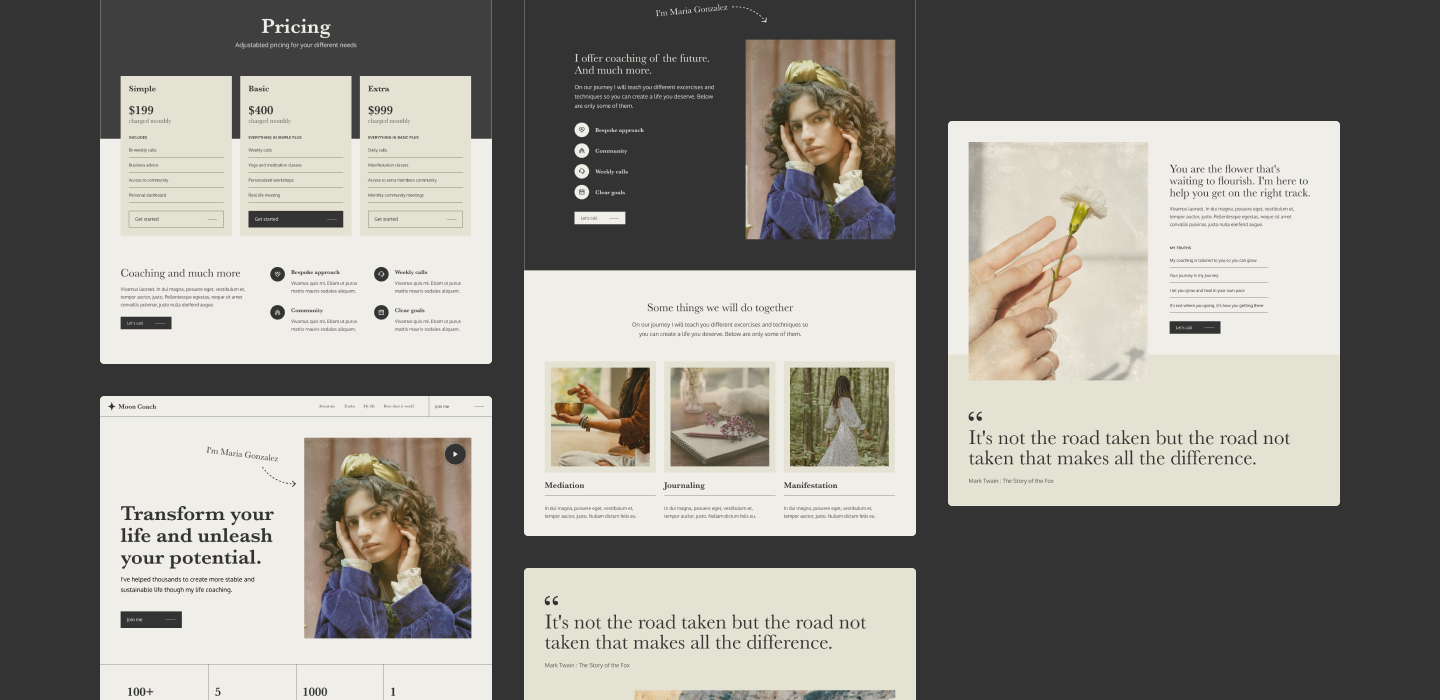 Pricing
Adjustabled pricing for your different needs
Simple
$199
charged monthly
INCLUDES
Bi-weekly calls
Business advice
Access to community
Personal dashboard
Get started
Basic
$400
charged monthly
EVERYTHING IN SIMPLE PLUS
Weekly calls
Yoga and meditation classes
Personalized workshops
Real life meeting
Get started
Extra
$999
charged monthly
EVERYTHING IN BASIC PLUS
Daily calls
Manifestation classes
Access to extra members community
Monthly community meetings
Get started
Coaching and much more
Vivamus laoreet. In dui magna, posuere eget, vestibulum et,
tempor auctor, justo. Pellentesque egestas, neque sit amet
convallis pulvinar, justo nulla eleifend augue.
Let's call
Bespoke approach
Vivamus quis mi. Etiam ut purus
mattis mauris sodales aliquam.
Weekly calls
Vivamus quis mi. Etiam ut purus
mattis mauris sodales aliquam.
Community
Vivamus quis mi. Etiam ut purus
mattis mauris sodales aliquam.
Clear goals
Vivamus quis mi. Etiam ut purus
mattis mauris sodales aliquam.
Moon Coach
About me
My life
How does it work?
Join me
I'm Maria Gonzalez
Transform your
life and unleash
your potential.
I've helped thousands to create more stable and
sustainable life though my life coaching.
Join me
100+
5
1000
1
I'm Maria Gonzalez
I offer coaching of the future.
And much more.
On our journey I will teach you different excercises and
techniques so you can create a life you deserve. Below
are only some of them.
Bespoke approach
Community
Weekly calls
Clear goals
Let's call
Some things we will do together
On our journey I will teach you different excercises and techniques so
you can create a life you deserve. Below are only some of them.
Mediation
In dui magna, posuere eget, vestibulum et,
tempor auctor, justo. Nullam dictum felis eu.
Journaling
In dui magna, posuere eget, vestibulum et,
tempor auctor, justo. Nullam dictum felis eu.
Manifestation
In dui magna, posuere eget, vestibulum et,
tempor auctor, justo. Nullam dictum felis eu.
“
It's not the road taken but the road not
taken that makes all the difference.
Mark Twain : The Story of the Fox
You are the flower that's
waiting to flourish. I'm here to
help you get on the right track.
Vivamus laoreet. In dui magna, posuere eget, vestibulum et,
tempor auctor, justo. Pellentesque egestas, neque sit amet
convallis pulvinar, justo nulla eleifend augue.
MY TRUTHS
My coaching is tailored to you so you can grow
Your journey is my journey
I let you grow and heal in your own pace
It's not where you going, it's how you getting there
Let's call
“
It's not the road taken but the road not
taken that makes all the difference.
Mark Twain : The Story of the Fox